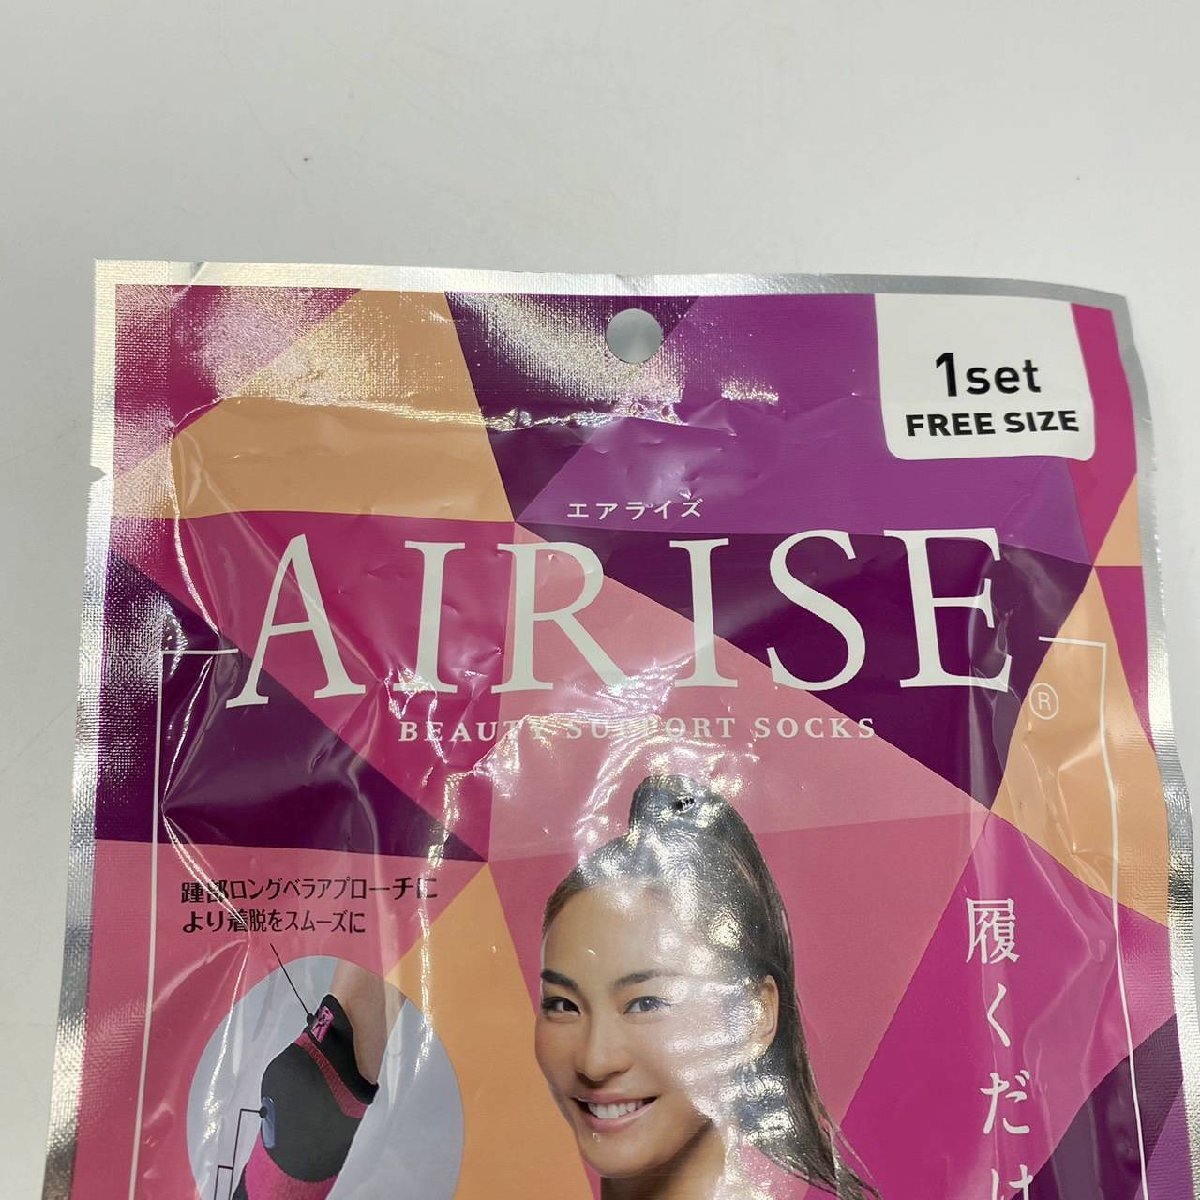 1set
FREE SIZE
エアライズ
AIRISE®
BEAUTY SUPPORT SOCKS
踵部ロングベラアプローチに
より着脱をスムーズに
履くだけ